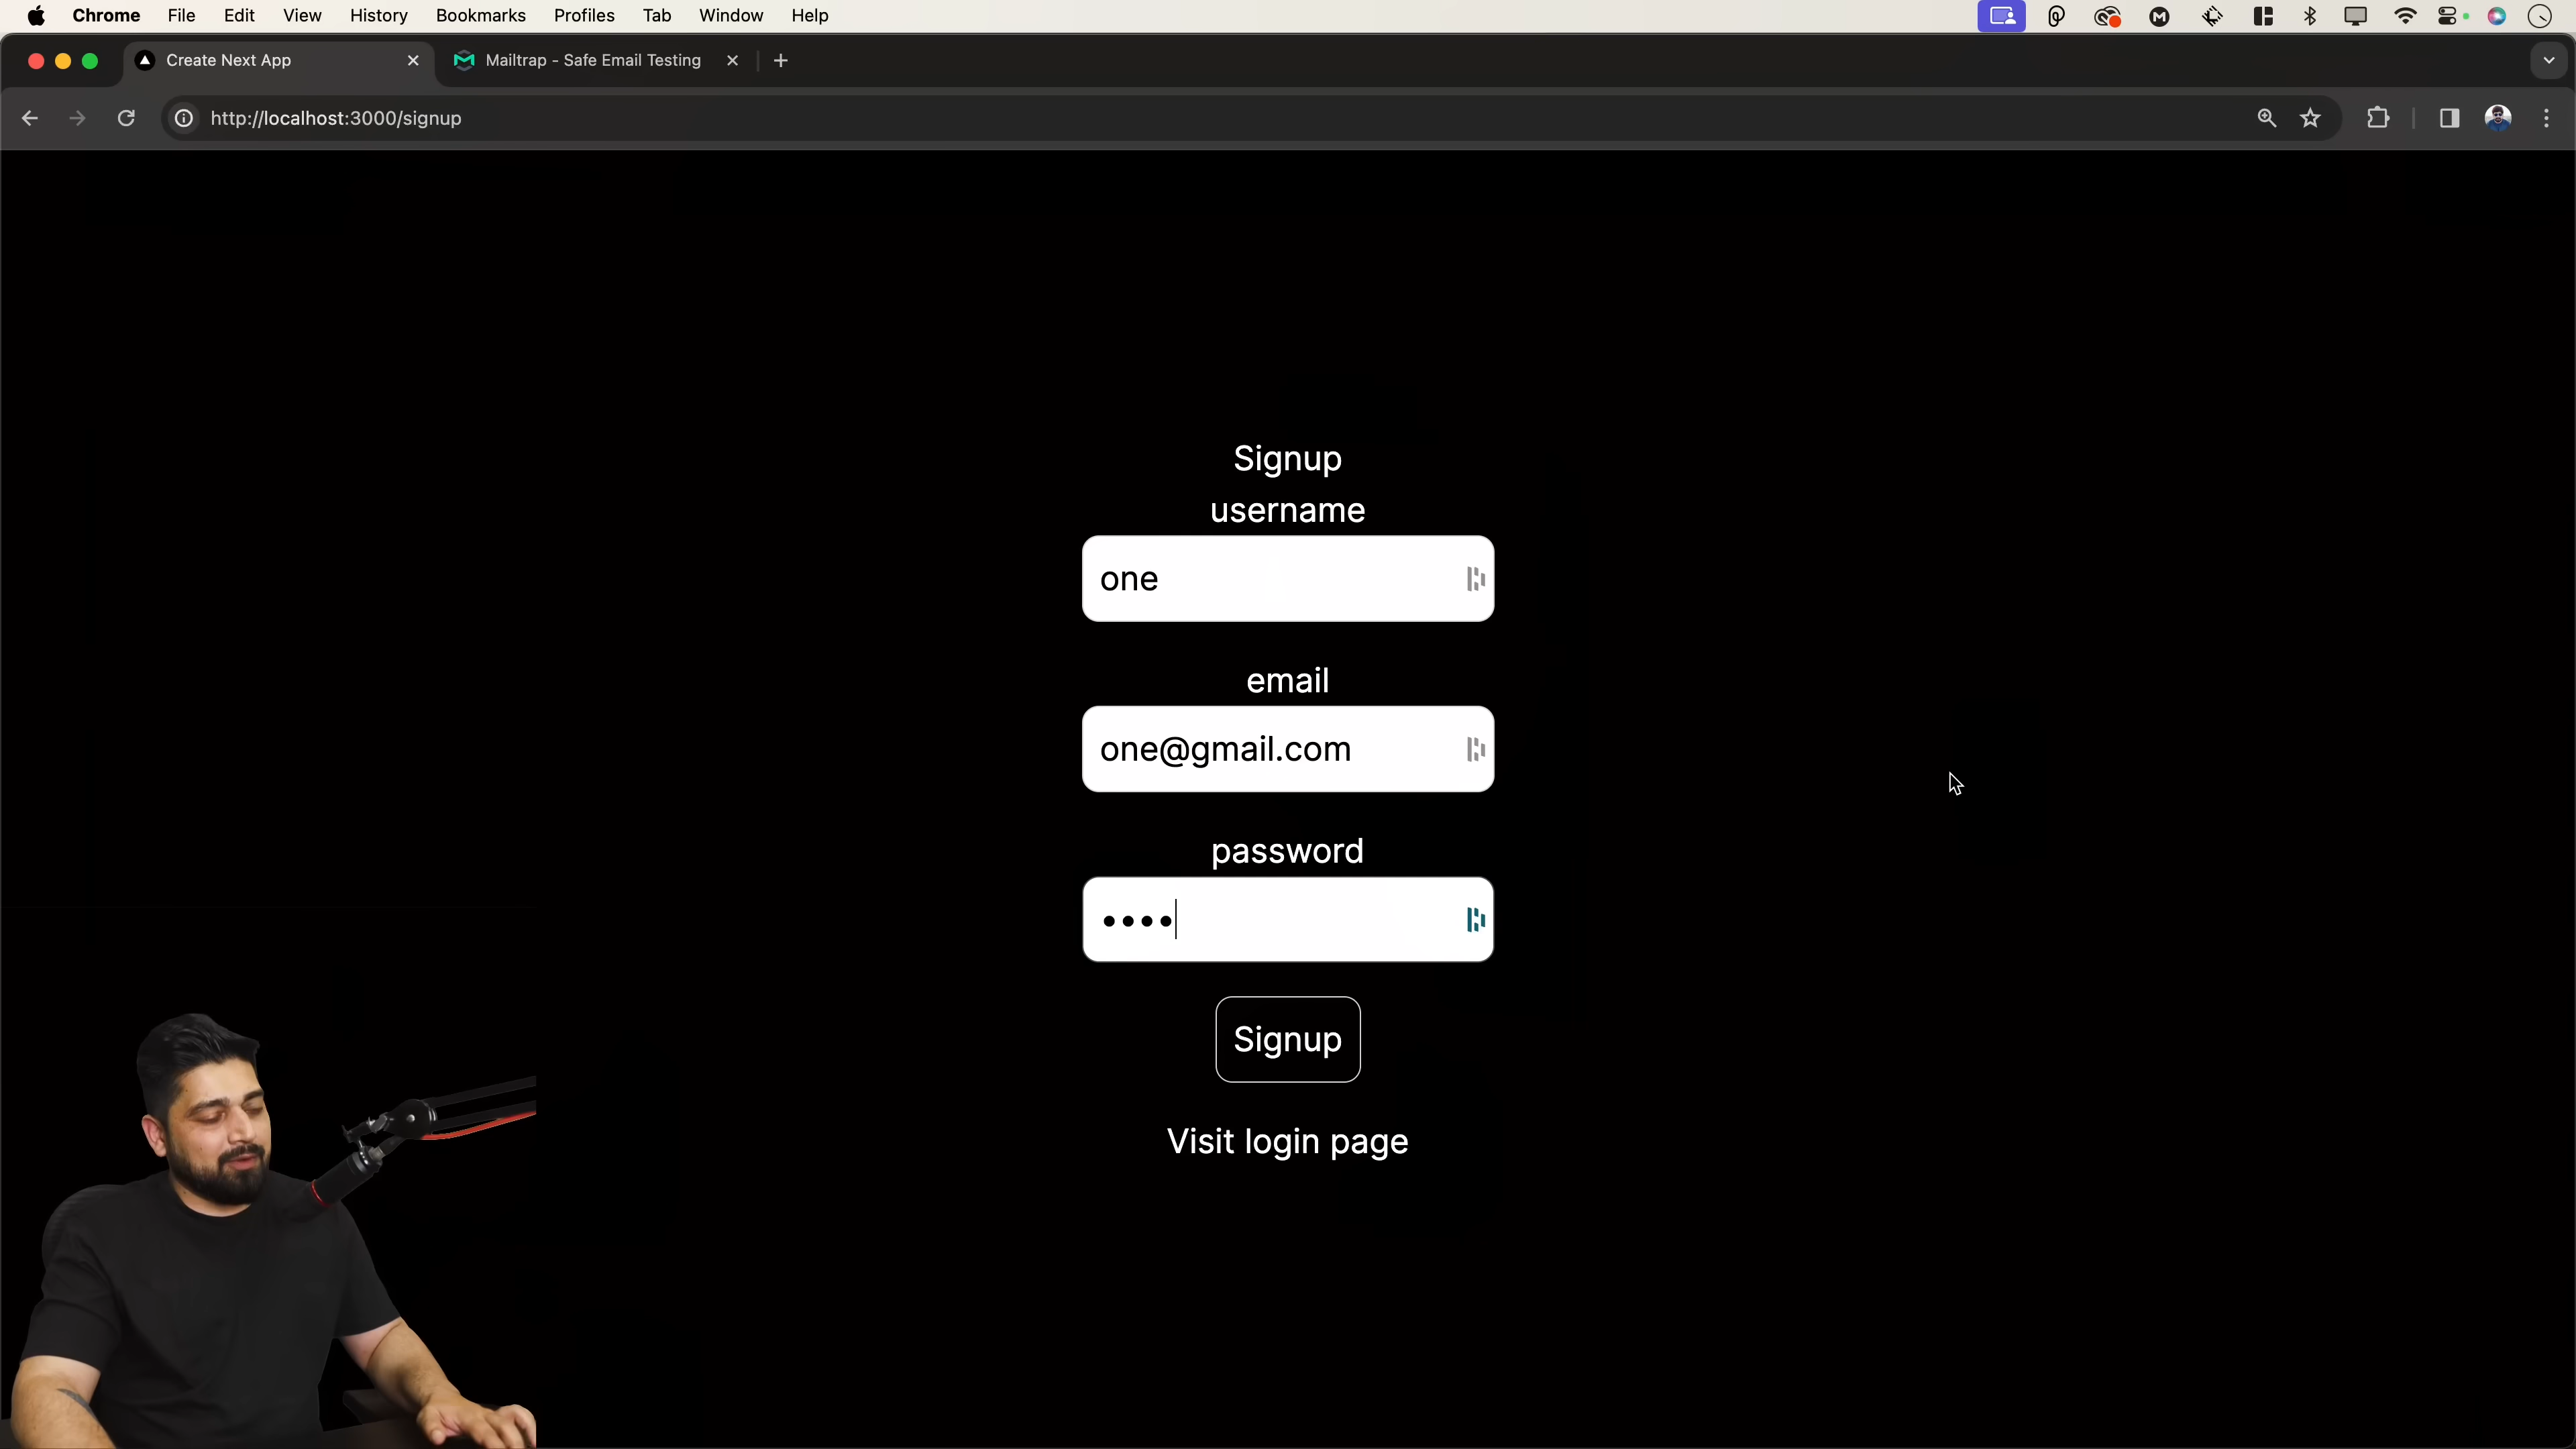 Chrome File Edit View History Bookmarks Profiles Tab Window Help
Create Next App
Mailtrap - Safe Email Testing
http://localhost:3000/signup
Signup
username
one
email
one@gmail.com
password
••••
Signup
Visit login page